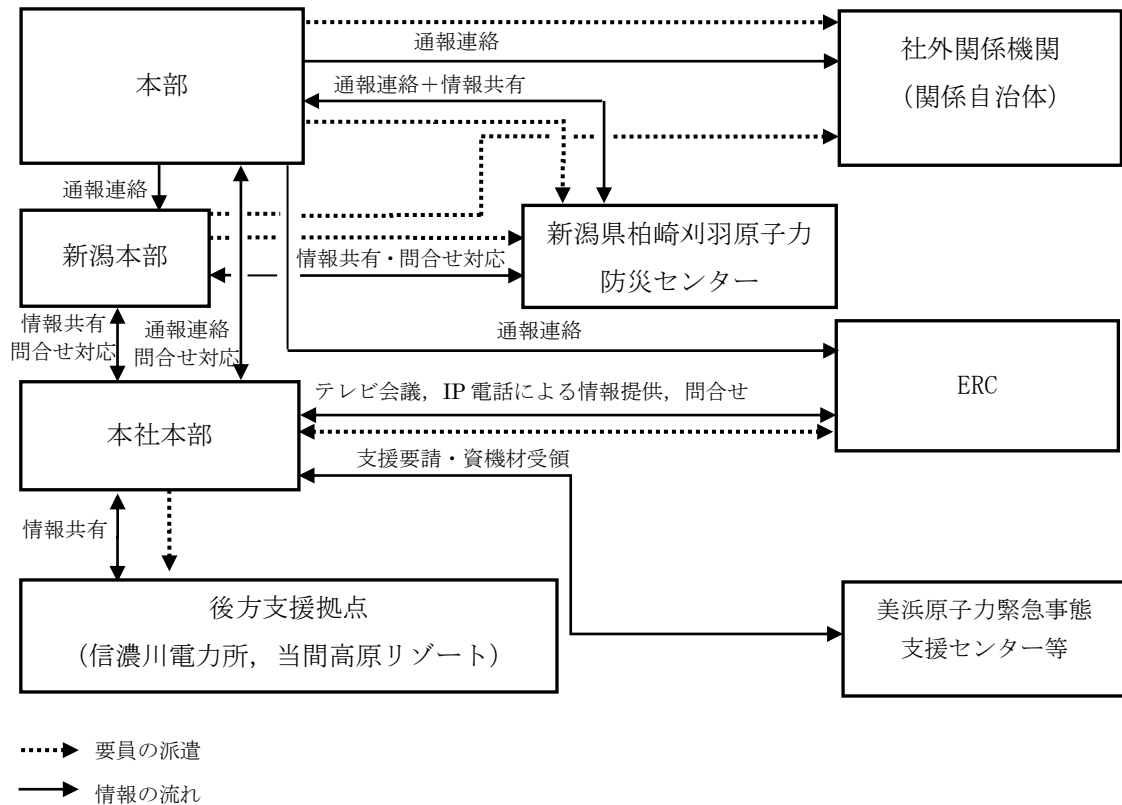 通報連絡
本部
社外関係機関
(関係自治体)
通報連絡+情報共有
通報連絡
新潟本部
新潟県柏崎刈羽原子力
防災センター
情報共有・問合せ対応
情報共有
問合せ対応
通報連絡
問合せ対応
通報連絡
テレビ会議,IP 電話による情報提供,問合せ
ERC
本社本部
支援要請・資機材受領
情報共有
後方支援拠点
(信濃川電力所,当間高原リゾート)
美浜原子力緊急事態
支援センター等
要員の派遣
情報の流れ